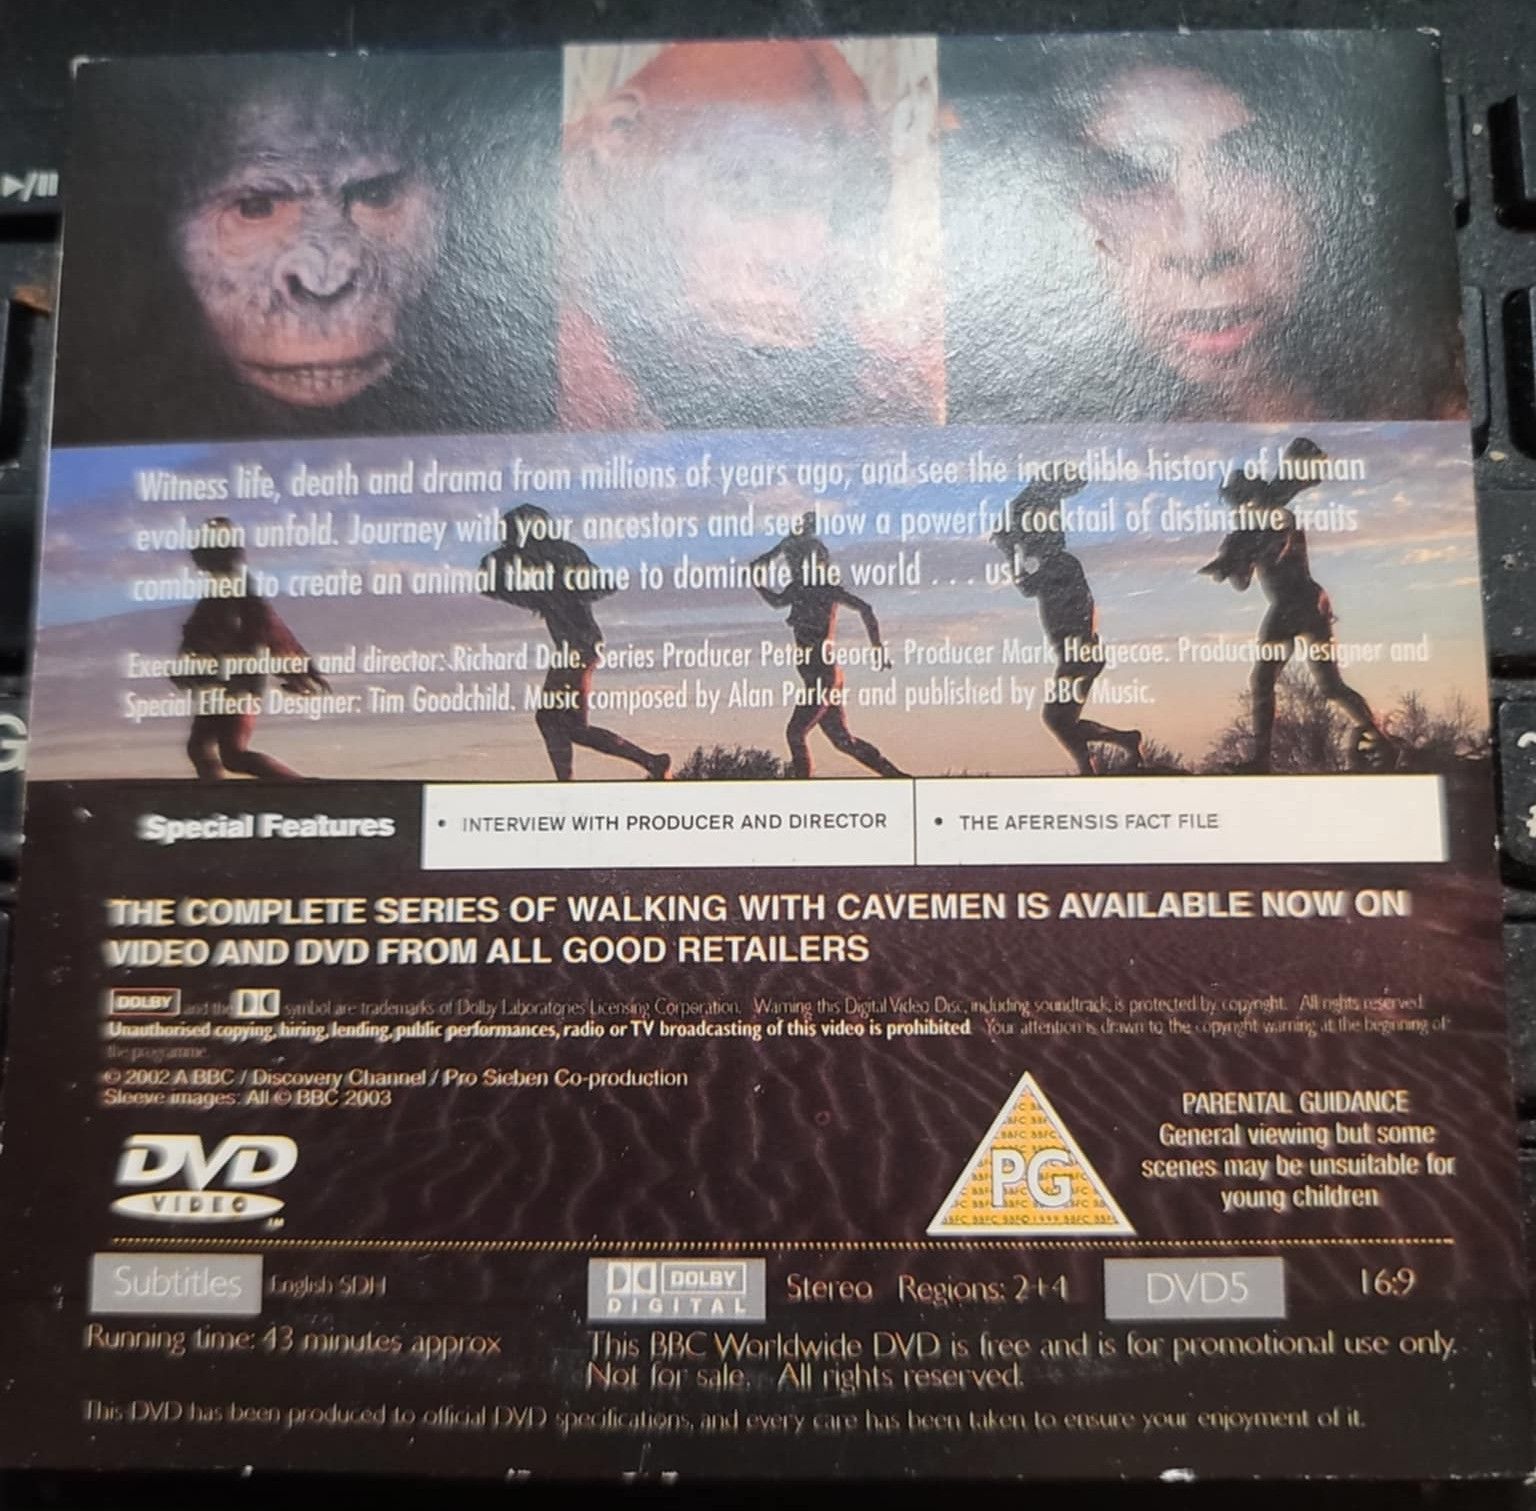 Witness life, death and drama from millions of years ago, and see the incredible history of human
evolution unfold. Journey with your ancestors and see how a powerful cocktail of distinctive traits
combined to create an animal that came to dominate the world . . . us!
Executive producer and director: Richard Dale. Series Producer Peter Georgi. Producer Mark Hedgecoe. Production Designer and
Special Effects Designer: Tim Goodchild. Music composed by Alan Parker and published by BBC Music.
Special Features
• INTERVIEW WITH PRODUCER AND DIRECTOR
• THE AFERENSIS FACT FILE
THE COMPLETE SERIES OF WALKING WITH CAVEMEN IS AVAILABLE NOW ON
VIDEO AND DVD FROM ALL GOOD RETAILERS
DOLBY and the symbol are trademarks of Dolby Laboratories Licensing Corporation. Warning this Digital Video Disc, including soundtrack, is protected by copyright. All rights reserved.
Unauthorised copying, hiring, lending, public performances, radio or TV broadcasting of this video is prohibited Your attention is drawn to the copyright warning at the beginning of
the programme.
© 2002 A BBC / Discovery Channel / Pro Sieben Co-production
Sleeve images: All © BBC 2003
DVD
VIDEO
PG
PARENTAL GUIDANCE
General viewing but some
scenes may be unsuitable for
young children
Subtitles English SDH
DOLBY
DIGITAL
Stereo Regions: 2+4
DVD5
16:9
Running time: 43 minutes approx
This BBC Worldwide DVD is free and is for promotional use only.
Not for sale. All rights reserved.
This DVD has been produced to official DVD specifications, and every care has been taken to ensure your enjoyment of it.
G